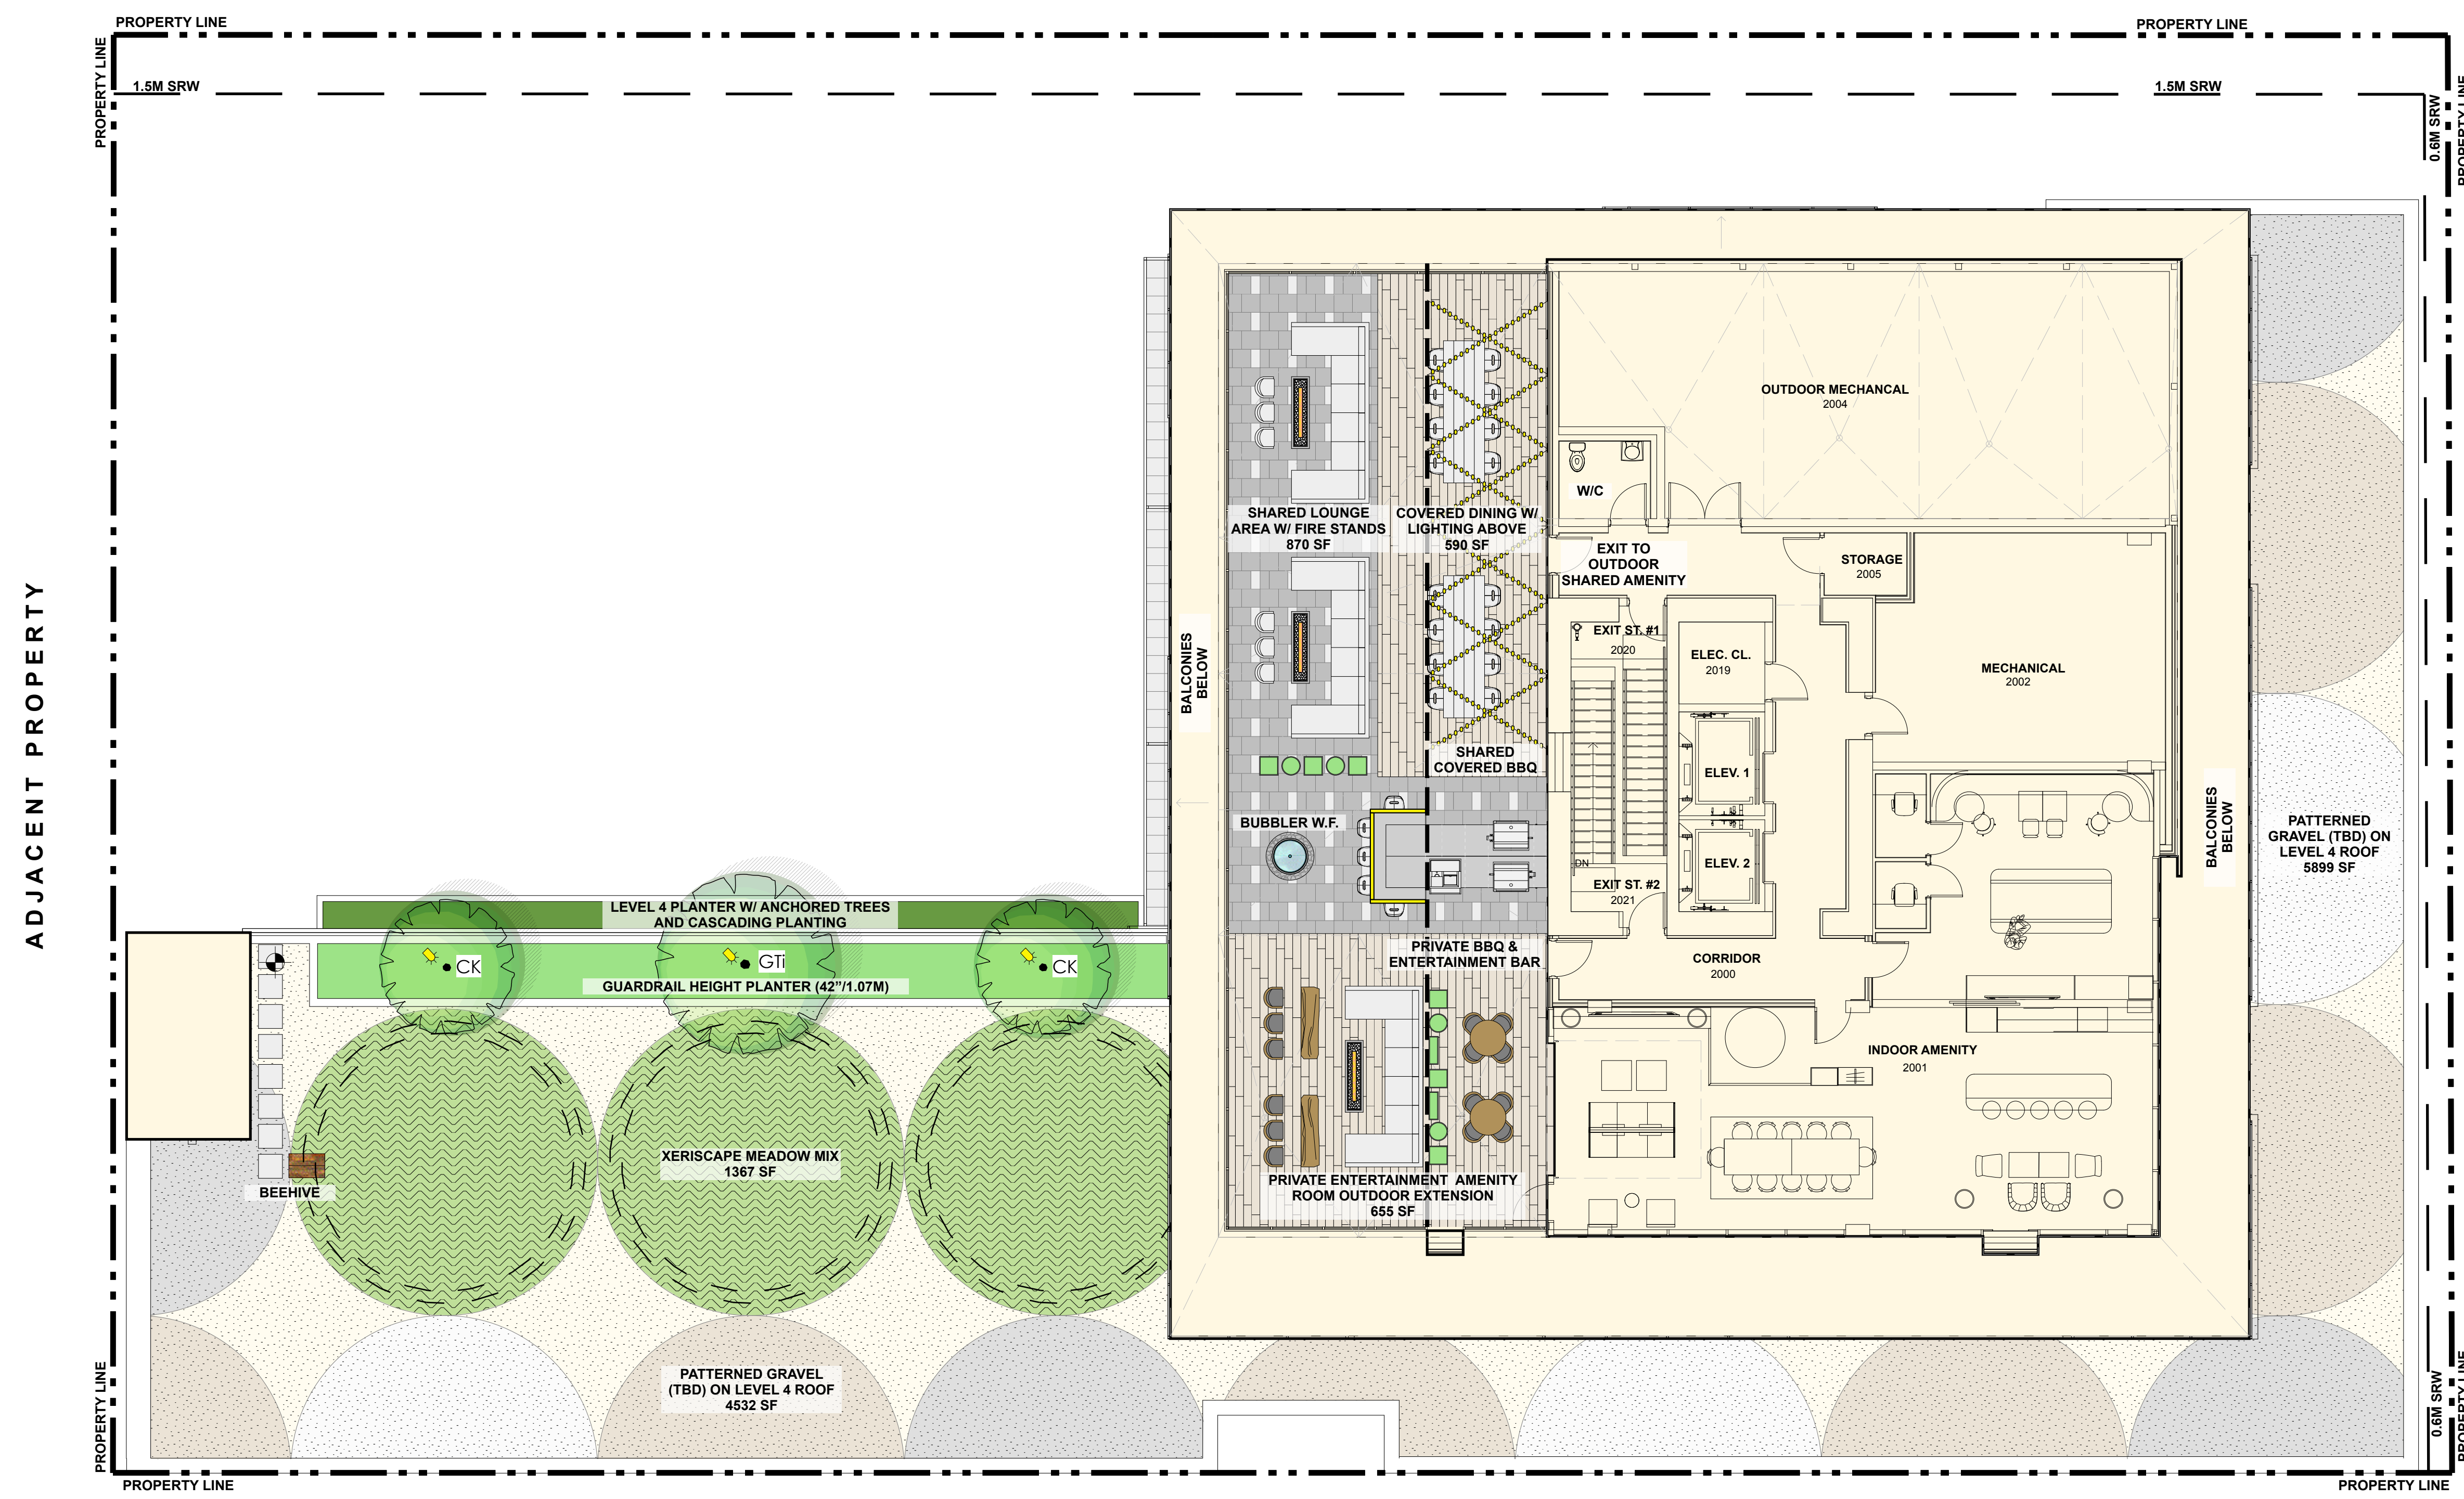 PROPERTY LINE
PROPERTY LINE
PROPERTY LINE
PROPERTY LINE
1.5M SRW
1.5M SRW
0.6M SRW
ADJACENT PROPERTY
OUTDOOR MECHANCAL
2004
W/C
SHARED LOUNGE
AREA W/ FIRE STANDS
870 SF
COVERED DINING W/
LIGHTING ABOVE
590 SF
EXIT TO
OUTDOOR
SHARED AMENITY
STORAGE
2005
EXIT ST. #1
2020
ELEC. CL.
2019
MECHANICAL
2002
BALCONIES
BELOW
SHARED
COVERED BBQ
ELEV. 1
BUBBLER W.F.
BALCONIES
BELOW
PATTERNED
GRAVEL (TBD) ON
LEVEL 4 ROOF
5899 SF
DN
ELEV. 2
EXIT ST. #2
2021
LEVEL 4 PLANTER W/ ANCHORED TREES
AND CASCADING PLANTING
CK
GTi
CK
GUARDRAIL HEIGHT PLANTER (42"/1.07M)
PRIVATE BBQ &
ENTERTAINMENT BAR
CORRIDOR
2000
INDOOR AMENITY
2001
XERISCAPE MEADOW MIX
1367 SF
BEEHIVE
PRIVATE ENTERTAINMENT AMENITY
ROOM OUTDOOR EXTENSION
655 SF
PATTERNED GRAVEL
(TBD) ON LEVEL 4 ROOF
4532 SF
PROPERTY LINE
0.6M SRW
PROPERTY LINE
PROPERTY LINE
PROPERTY LINE